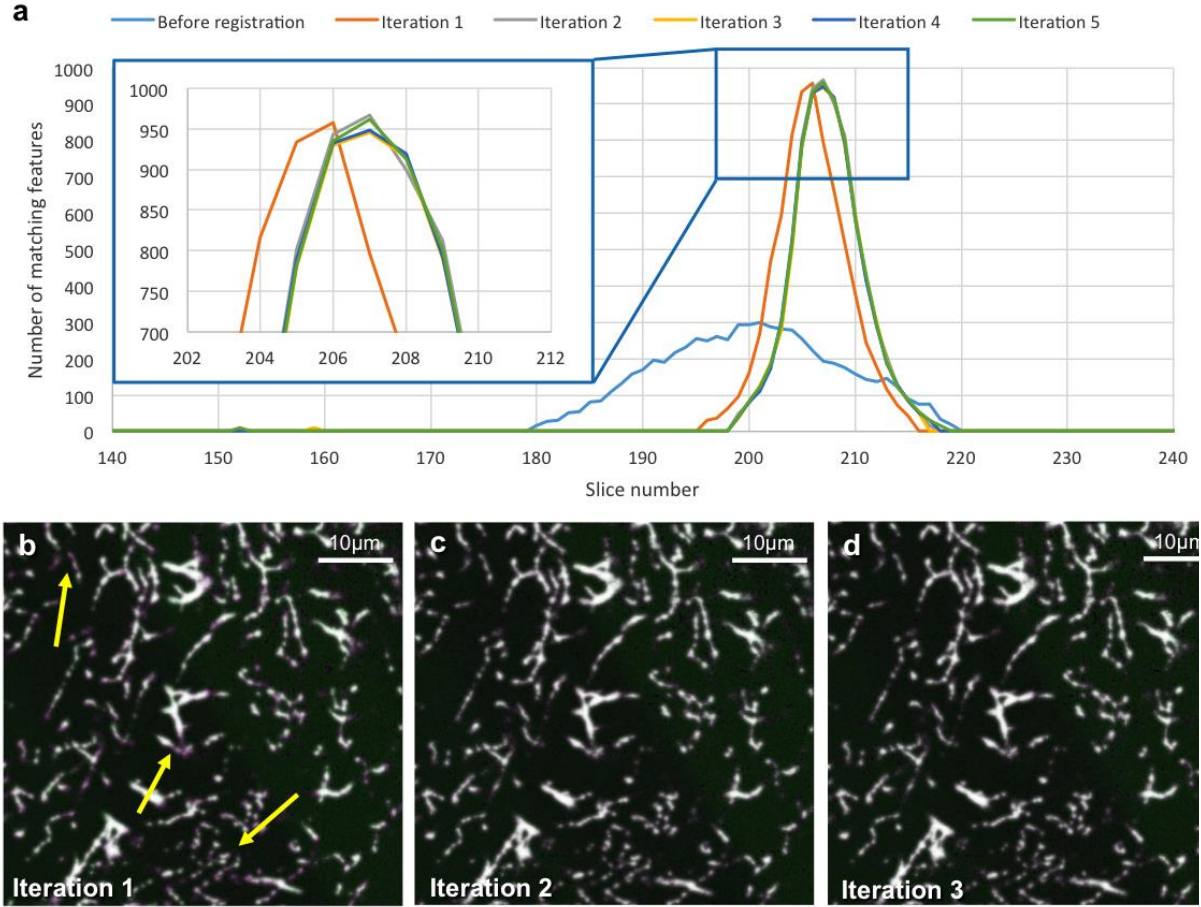 a
Before registration Iteration 1 Iteration 2 Iteration 3 Iteration 4 Iteration 5
Number of matching features
1000
900
800
700
600
500
400
300
200
100
0
1000
950
900
850
800
750
700
202 204 206 208 210 212
140 150 160 170 180 190 200 210 220 230 240
Slice number
b 10μm
Iteration 1
c 10μm
Iteration 2
d 10μm
Iteration 3